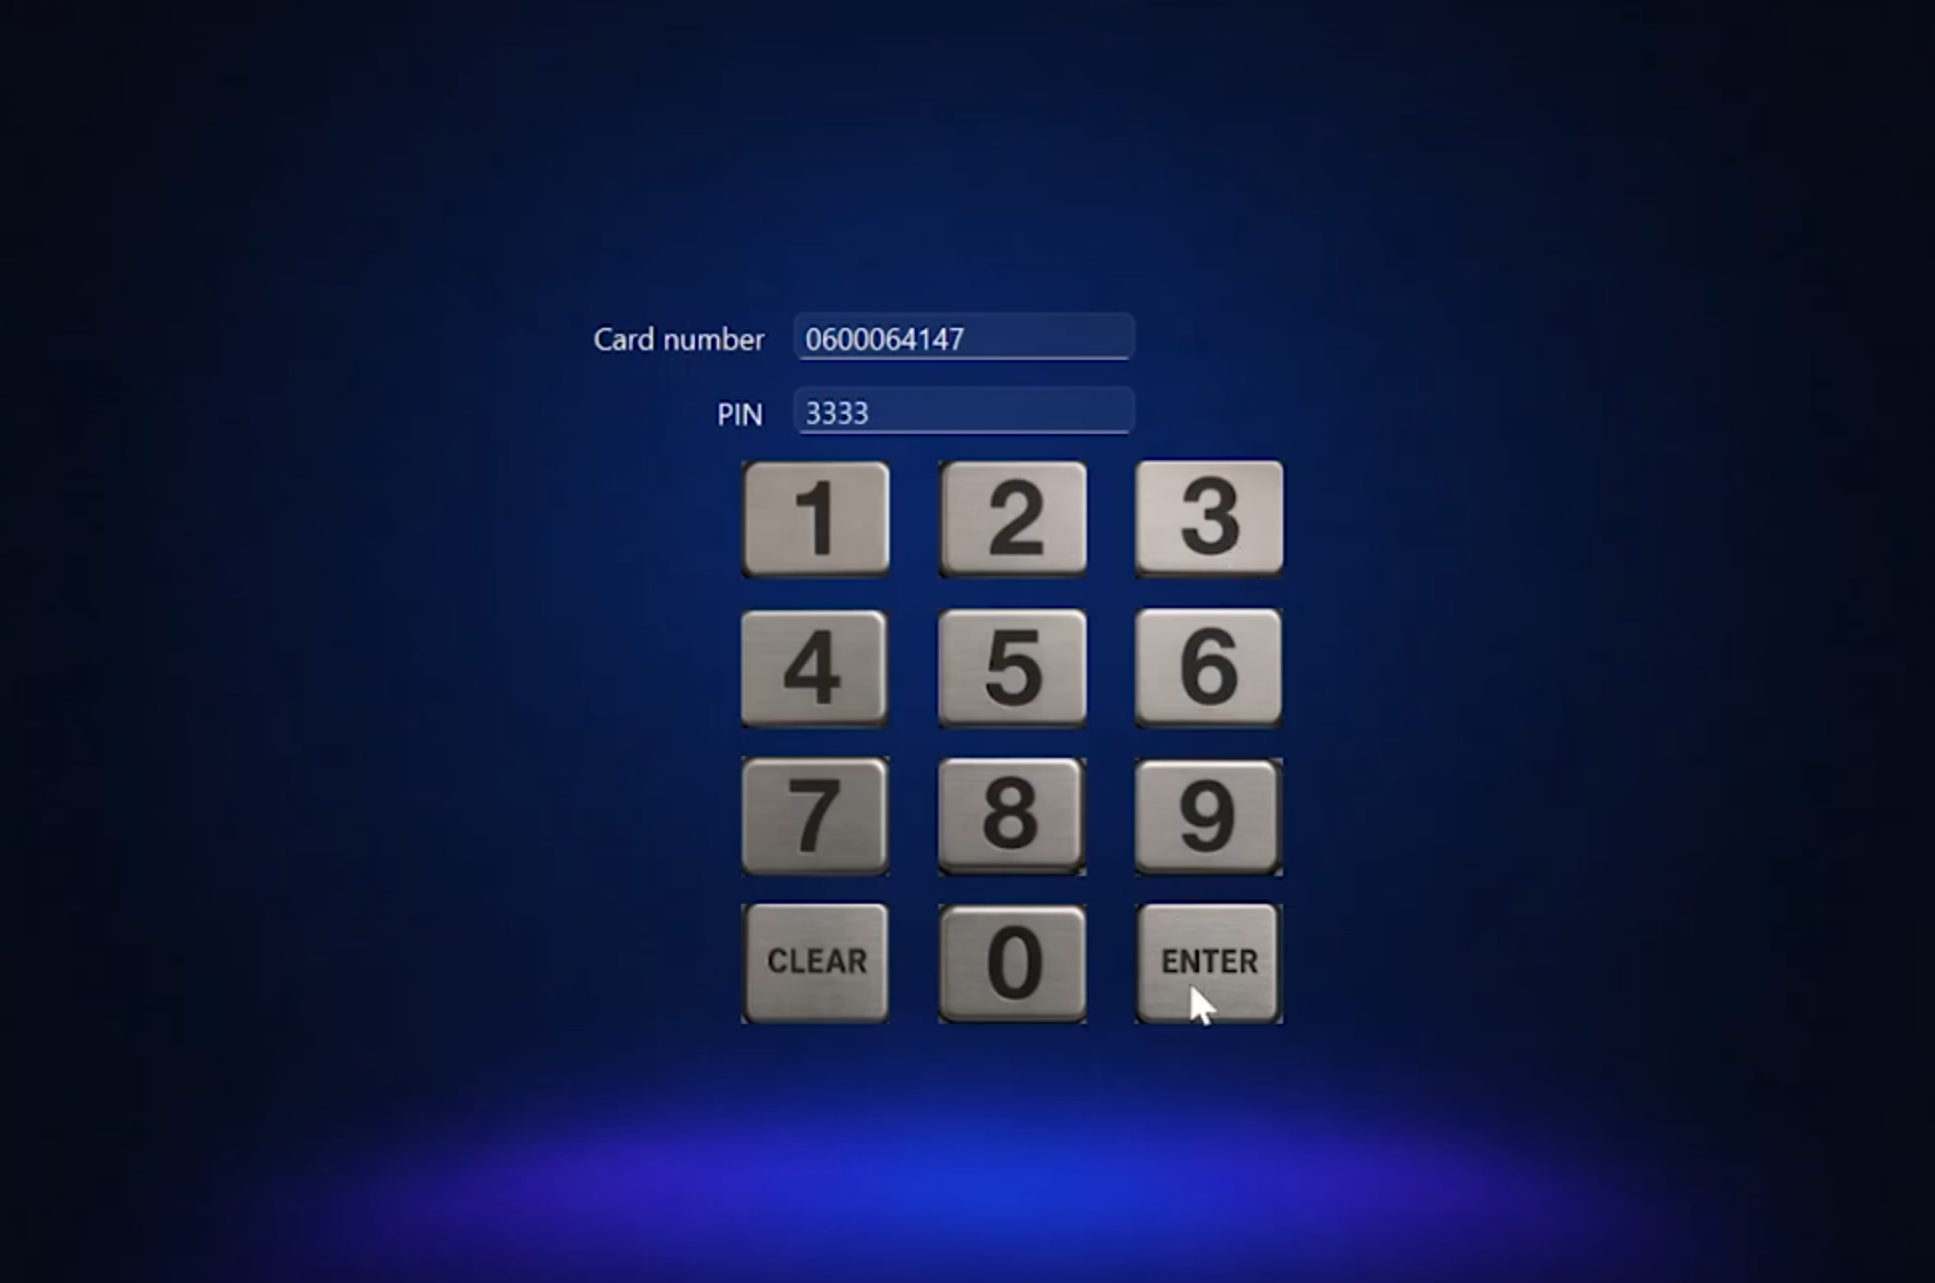 Card number 0600064147
PIN 3333
1 2 3
4 5 6
7 8 9
CLEAR 0 ENTER